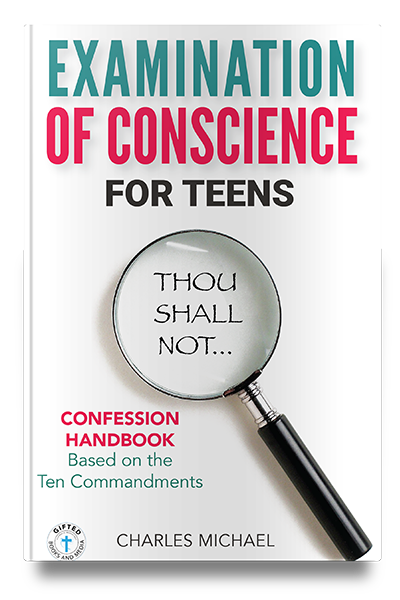 EXAMINATION
OF CONSCIENCE
FOR TEENS
THOU
SHALL
NOT...
CONFESSION
HANDBOOK
Based on the
Ten Commandments
GIFTED
BOOKS AND MEDIA
CHARLES MICHAEL